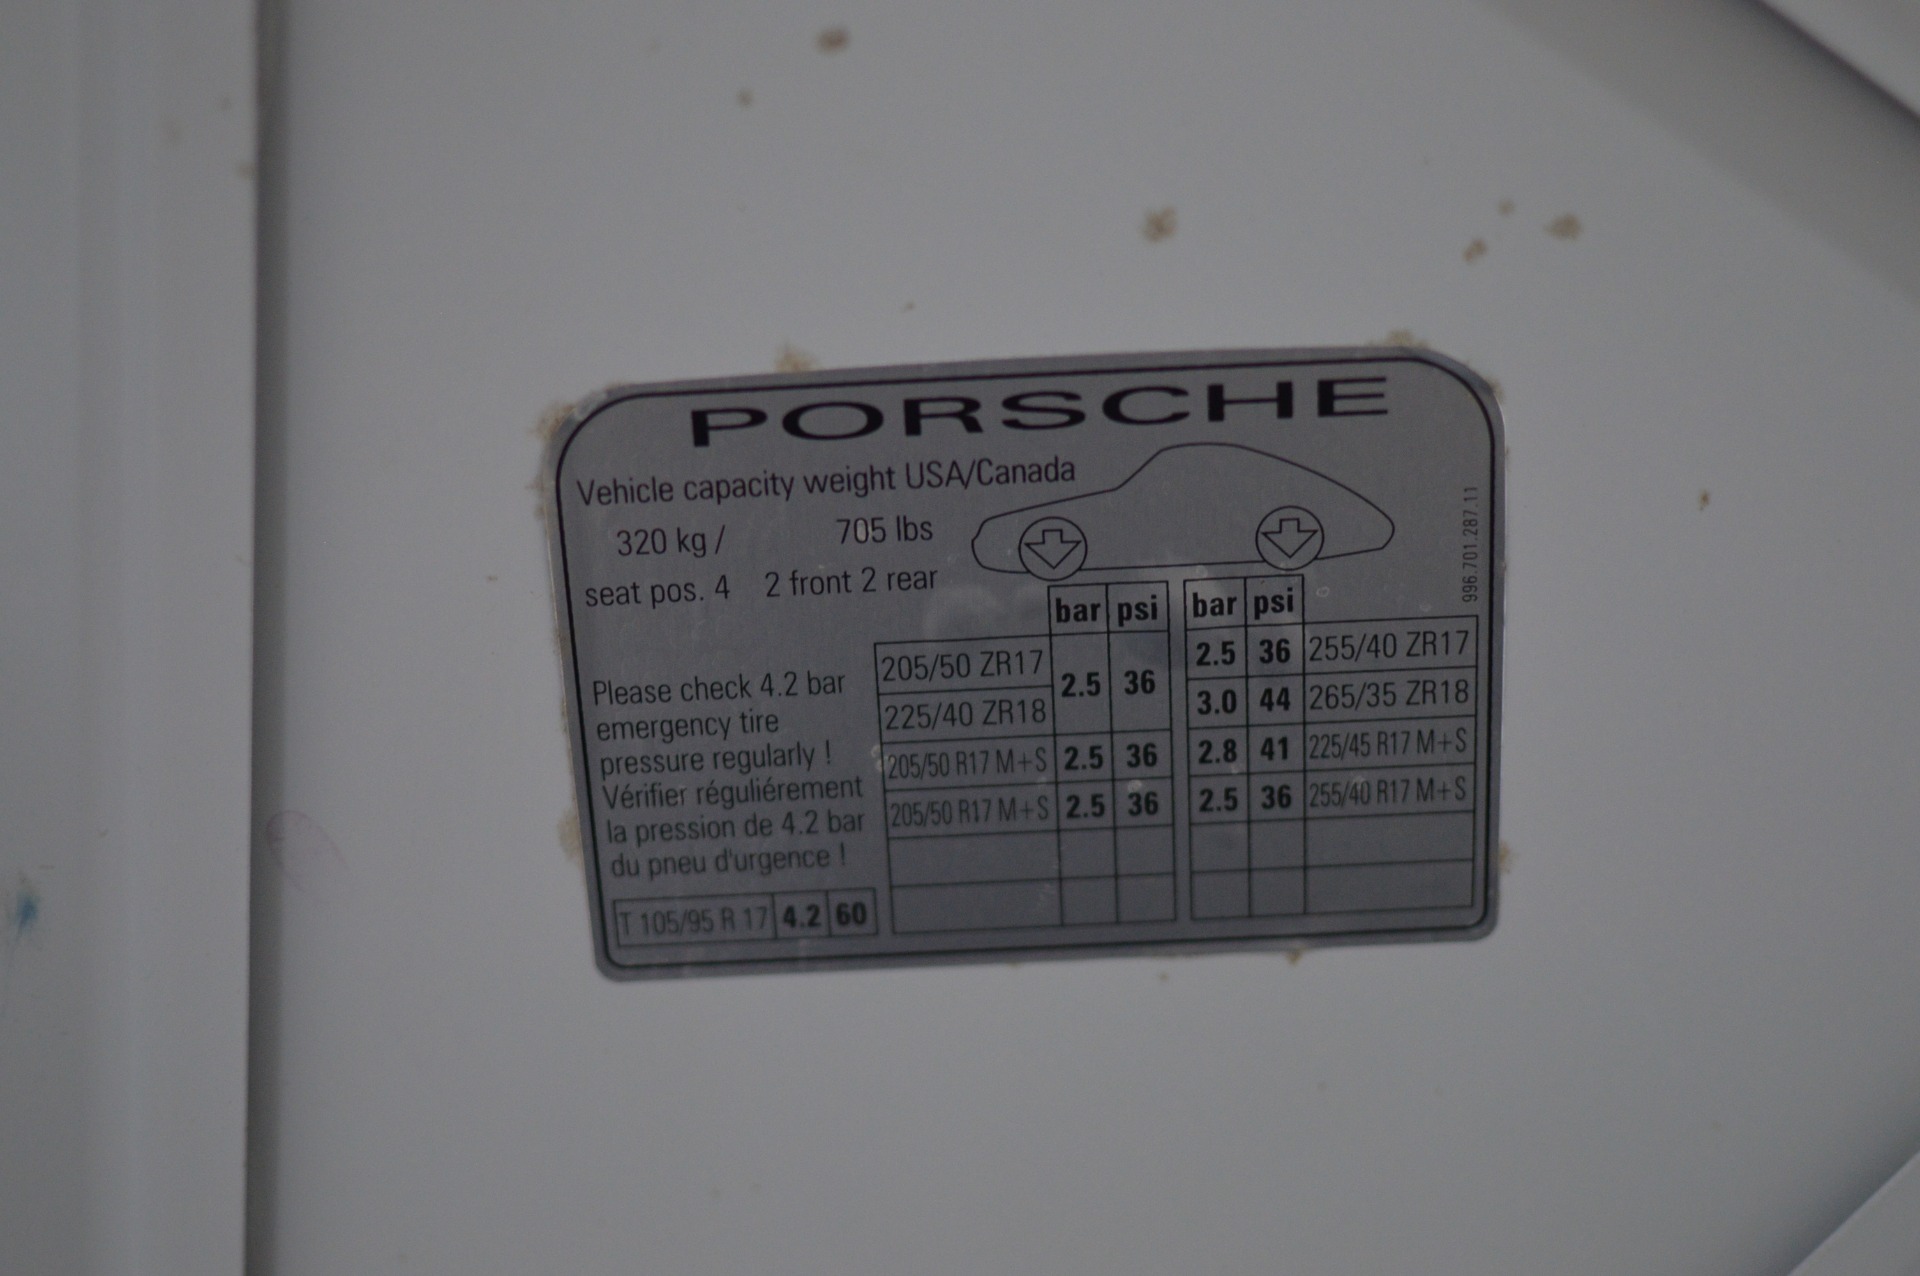 PORSCHE
Vehicle capacity weight USA/Canada
320 kg / 705 lbs
seat pos. 4 2 front 2 rear
996.701.287.11
bar psi bar psi
205/50 ZR17 2.5 36 2.5 36 255/40 ZR17
225/40 ZR18 3.0 44 265/35 ZR18
205/50 R17 M+S 2.5 36 2.8 41 225/45 R17 M+S
205/50 R17 M+S 2.5 36 2.5 36 255/40 R17 M+S
Please check 4.2 bar
emergency tire
pressure regularly !
Vérifier réguliérement
la pression de 4.2 bar
du pneu d'urgence !
T 105/95 R 17 4.2 60